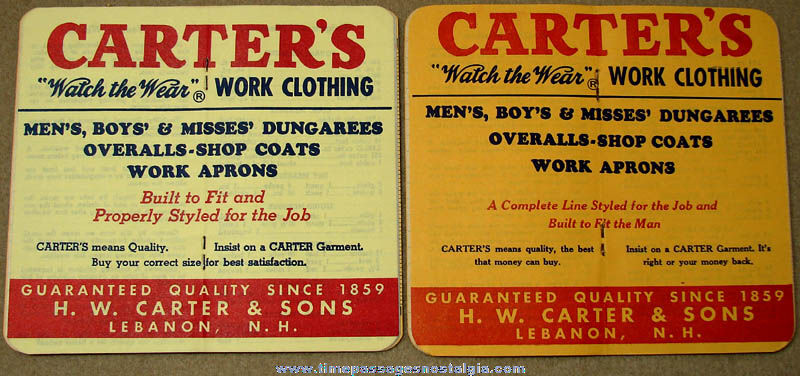 CARTER'S
"Watch the Wear"® WORK CLOTHING
MEN'S, BOYS' & MISSES' DUNGAREES
OVERALLS-SHOP COATS
WORK APRONS
Built to Fit and
Properly Styled for the Job
CARTER'S means Quality. Insist on a CARTER Garment.
Buy your correct size for best satisfaction.
GUARANTEED QUALITY SINCE 1859
H. W. CARTER & SONS
LEBANON, N. H.
CARTER'S
"Watch the Wear"® WORK CLOTHING
MEN'S, BOY'S & MISSES' DUNGAREES
OVERALLS-SHOP COATS
WORK APRONS
A Complete Line Styled for the Job and
Built to Fit the Man
CARTER'S means quality, the best
that money can buy.
Insist on a CARTER Garment. It's
right or your money back.
GUARANTEED QUALITY SINCE 1859
H. W. CARTER & SONS
LEBANON, N. H.
www.timepassagesnostalgia.com